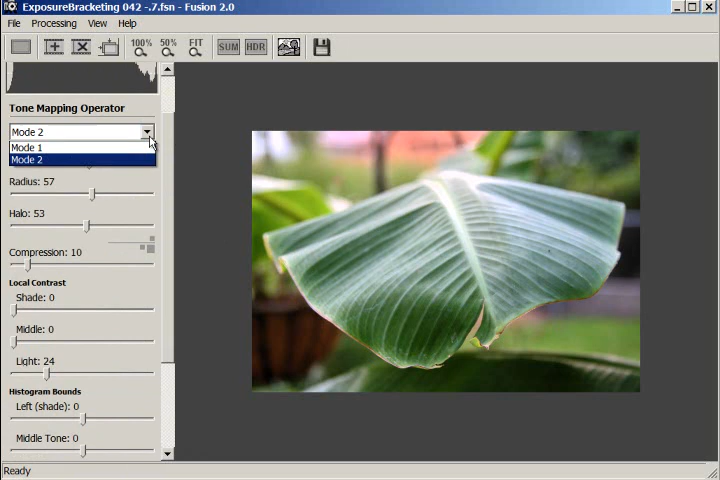 ExposureBracketing 042 -.7.fsn - Fusion 2.0
File Processing View Help
100% 50% FIT SUM HDR
Tone Mapping Operator
Mode 2
Mode 1
Mode 2
Radius: 57
Halo: 53
Compression: 10
Local Contrast
Shade: 0
Middle: 0
Light: 24
Histogram Bounds
Left (shade): 0
Middle Tone: 0
Ready